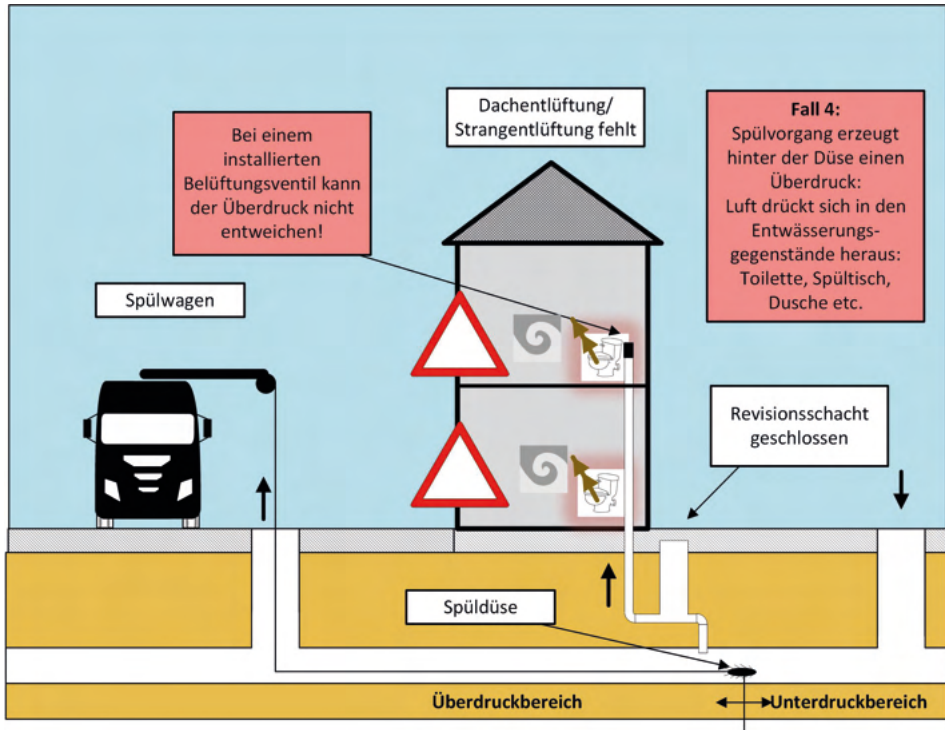 Dachentlüftung/
Strangentlüftung fehlt
Bei einem
installierten
Belüftungsventil kann
der Überdruck nicht
entweichen!
Fall 4:
Spülvorgang erzeugt
hinter der Düse einen
Überdruck:
Luft drückt sich in den
Entwässerungs-
gegenstände heraus:
Toilette, Spültisch,
Dusche etc.
Spülwagen
Revisionsschacht
geschlossen
Spüldüse
Überdruckbereich
Unterdruckbereich